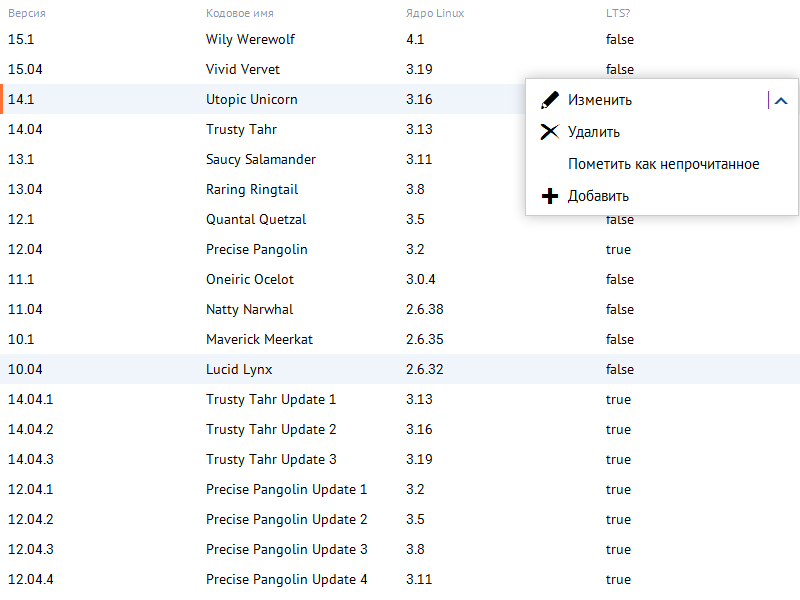 Версия Кодовое имя Ядро Linux LTS?
15.1 Wily Werewolf 4.1 false
15.04 Vivid Vervet 3.19 false
14.1 Utopic Unicorn 3.16 Изменить
14.04 Trusty Tahr 3.13 Удалить
13.1 Saucy Salamander 3.11 Пометить как непрочитанное
13.04 Raring Ringtail 3.8 Добавить
12.1 Quantal Quetzal 3.5 false
12.04 Precise Pangolin 3.2 true
11.1 Oneiric Ocelot 3.0.4 false
11.04 Natty Narwhal 2.6.38 false
10.1 Maverick Meerkat 2.6.35 false
10.04 Lucid Lynx 2.6.32 false
14.04.1 Trusty Tahr Update 1 3.13 true
14.04.2 Trusty Tahr Update 2 3.16 true
14.04.3 Trusty Tahr Update 3 3.19 true
12.04.1 Precise Pangolin Update 1 3.2 true
12.04.2 Precise Pangolin Update 2 3.5 true
12.04.3 Precise Pangolin Update 3 3.8 true
12.04.4 Precise Pangolin Update 4 3.11 true